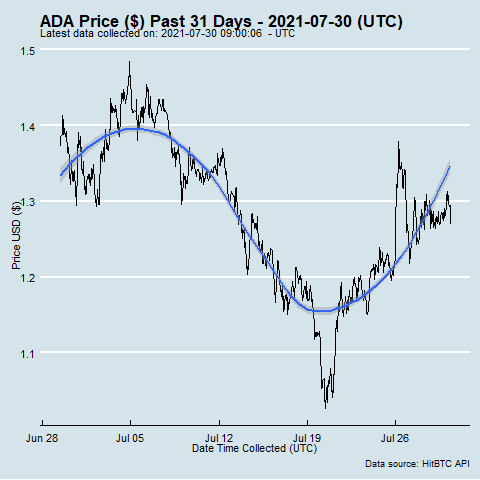 ADA Price ($) Past 31 Days - 2021-07-30 (UTC)
Latest data collected on: 2021-07-30 09:00:06 - UTC
1.5
1.4
1.3
1.2
1.1
Price USD ($)
Jun 28
Jul 05
Jul 12
Jul 19
Jul 26
Date Time Collected (UTC)
Data source: HitBTC API